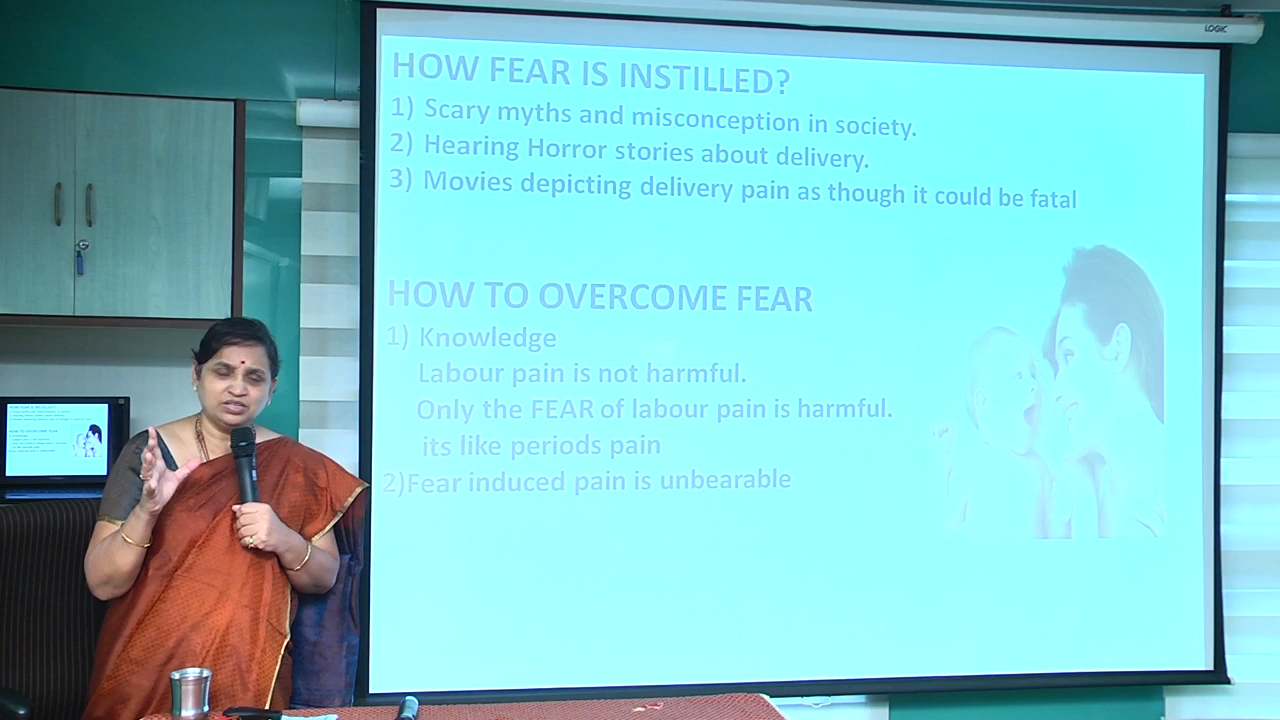 LOGIC
HOW FEAR IS INSTILLED?
1) Scary myths and misconception in society.
2) Hearing Horror stories about delivery.
3) Movies depicting delivery pain as though it could be fatal
HOW TO OVERCOME FEAR
1) Knowledge
Labour pain is not harmful.
Only the FEAR of labour pain is harmful.
its like periods pain
2)Fear induced pain is unbearable